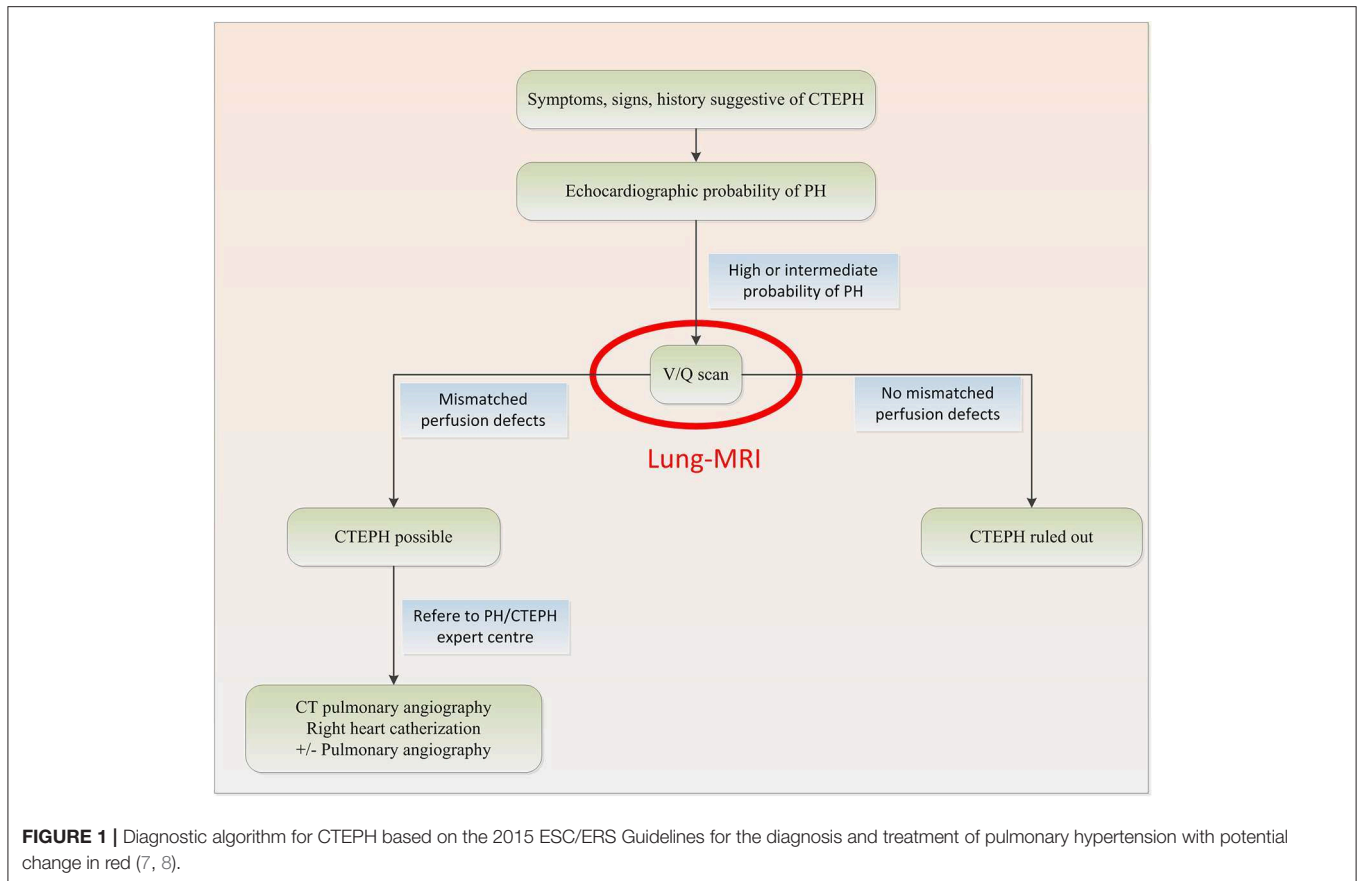 Symptoms, signs, history suggestive of CTEPH
Echocardiographic probability of PH
High or intermediate
probability of PH
V/Q scan
Mismatched
perfusion defects
No mismatched
perfusion defects
Lung-MRI
CTEPH possible
CTEPH ruled out
Refere to PH/CTEPH
expert centre
CT pulmonary angiography
Right heart catherization
+/- Pulmonary angiography
FIGURE 1 | Diagnostic algorithm for CTEPH based on the 2015 ESC/ERS Guidelines for the diagnosis and treatment of pulmonary hypertension with potential
change in red (7, 8).